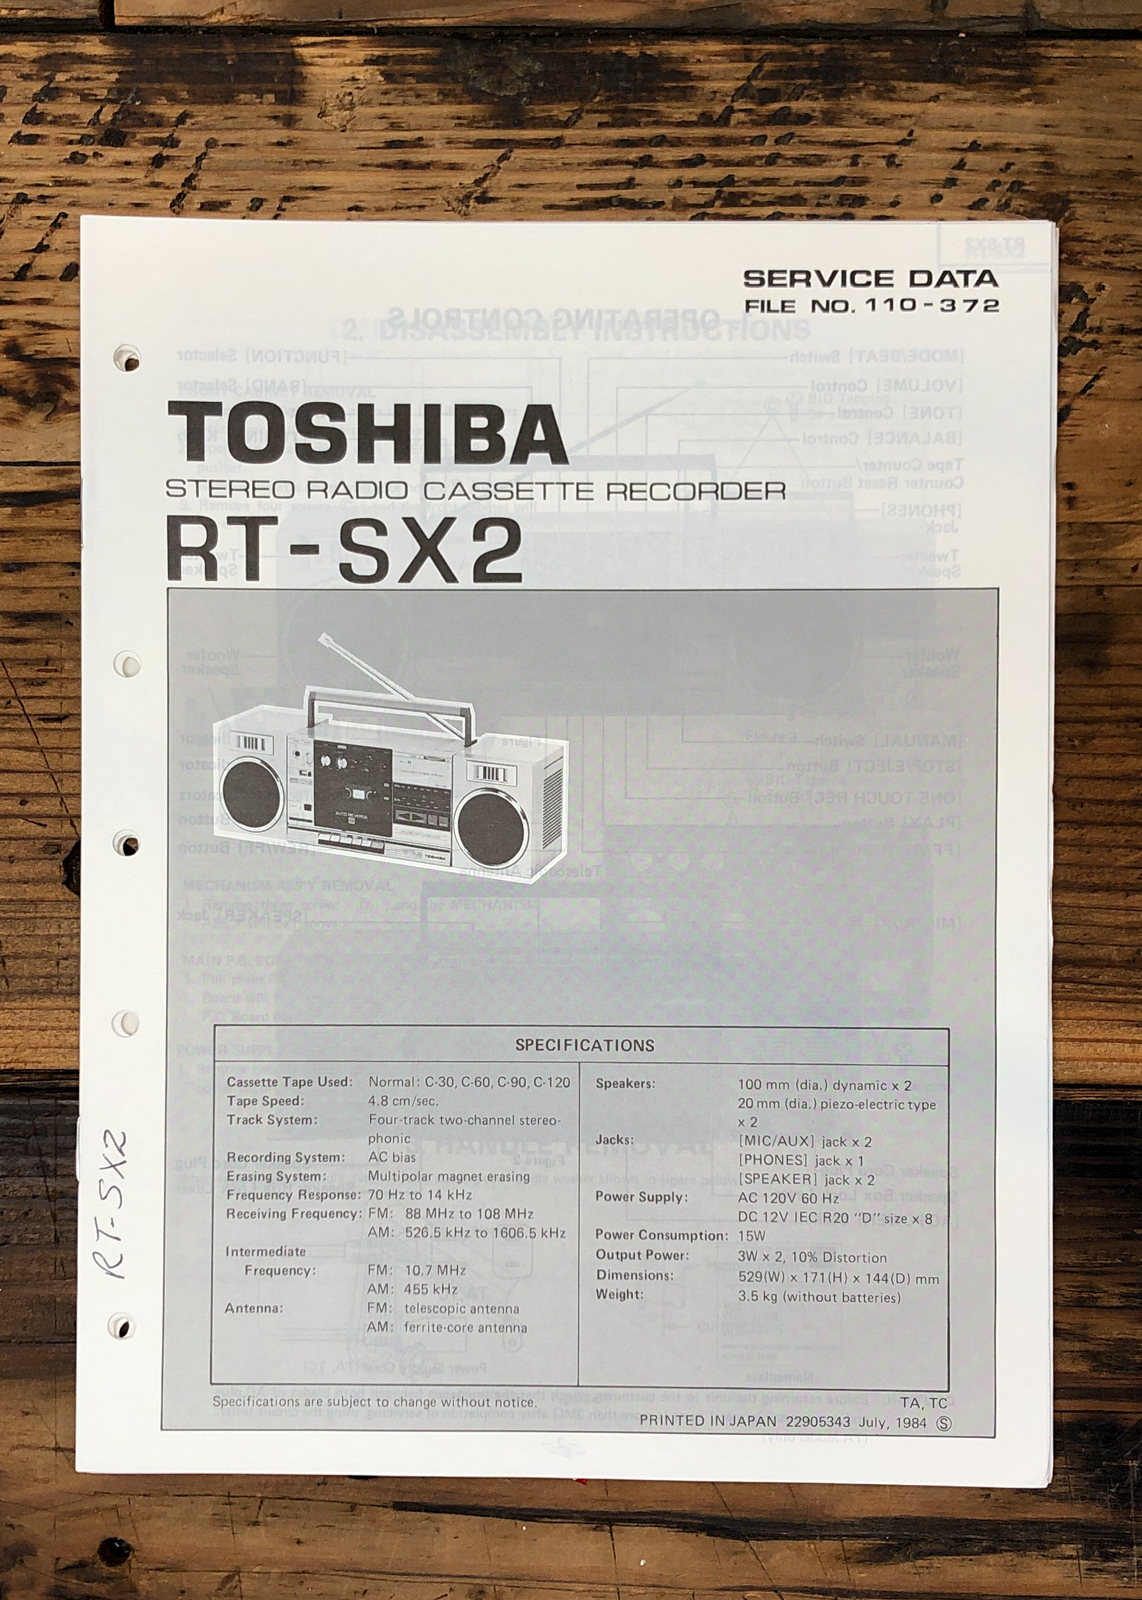 SERVICE DATA
FILE NO. 110-372
TOSHIBA
STEREO RADIO CASSETTE RECORDER
RT-SX2
AUTO REVERSE
TOSHIBA
SPECIFICATIONS
Cassette Tape Used: Normal: C-30, C-60, C-90, C-120
Tape Speed: 4.8 cm/sec.
Track System: Four-track two-channel stereo-
phonic
Recording System: AC bias
Erasing System: Multipolar magnet erasing
Frequency Response: 70 Hz to 14 kHz
Receiving Frequency: FM: 88 MHz to 108 MHz
AM: 526.5 kHz to 1606.5 kHz
Intermediate
Frequency: FM: 10.7 MHz
AM: 455 kHz
Antenna: FM: telescopic antenna
AM: ferrite-core antenna
Speakers: 100 mm (dia.) dynamic x 2
20 mm (dia.) piezo-electric type
x 2
Jacks: [MIC/AUX] jack x 2
[PHONES] jack x 1
[SPEAKER] jack x 2
Power Supply: AC 120V 60 Hz
DC 12V IEC R20 "D" size x 8
Power Consumption: 15W
Output Power: 3W x 2, 10% Distortion
Dimensions: 529(W) x 171(H) x 144(D) mm
Weight: 3.5 kg (without batteries)
Specifications are subject to change without notice.
TA, TC
PRINTED IN JAPAN 22905343 July, 1984 Ⓢ
RT-SX2